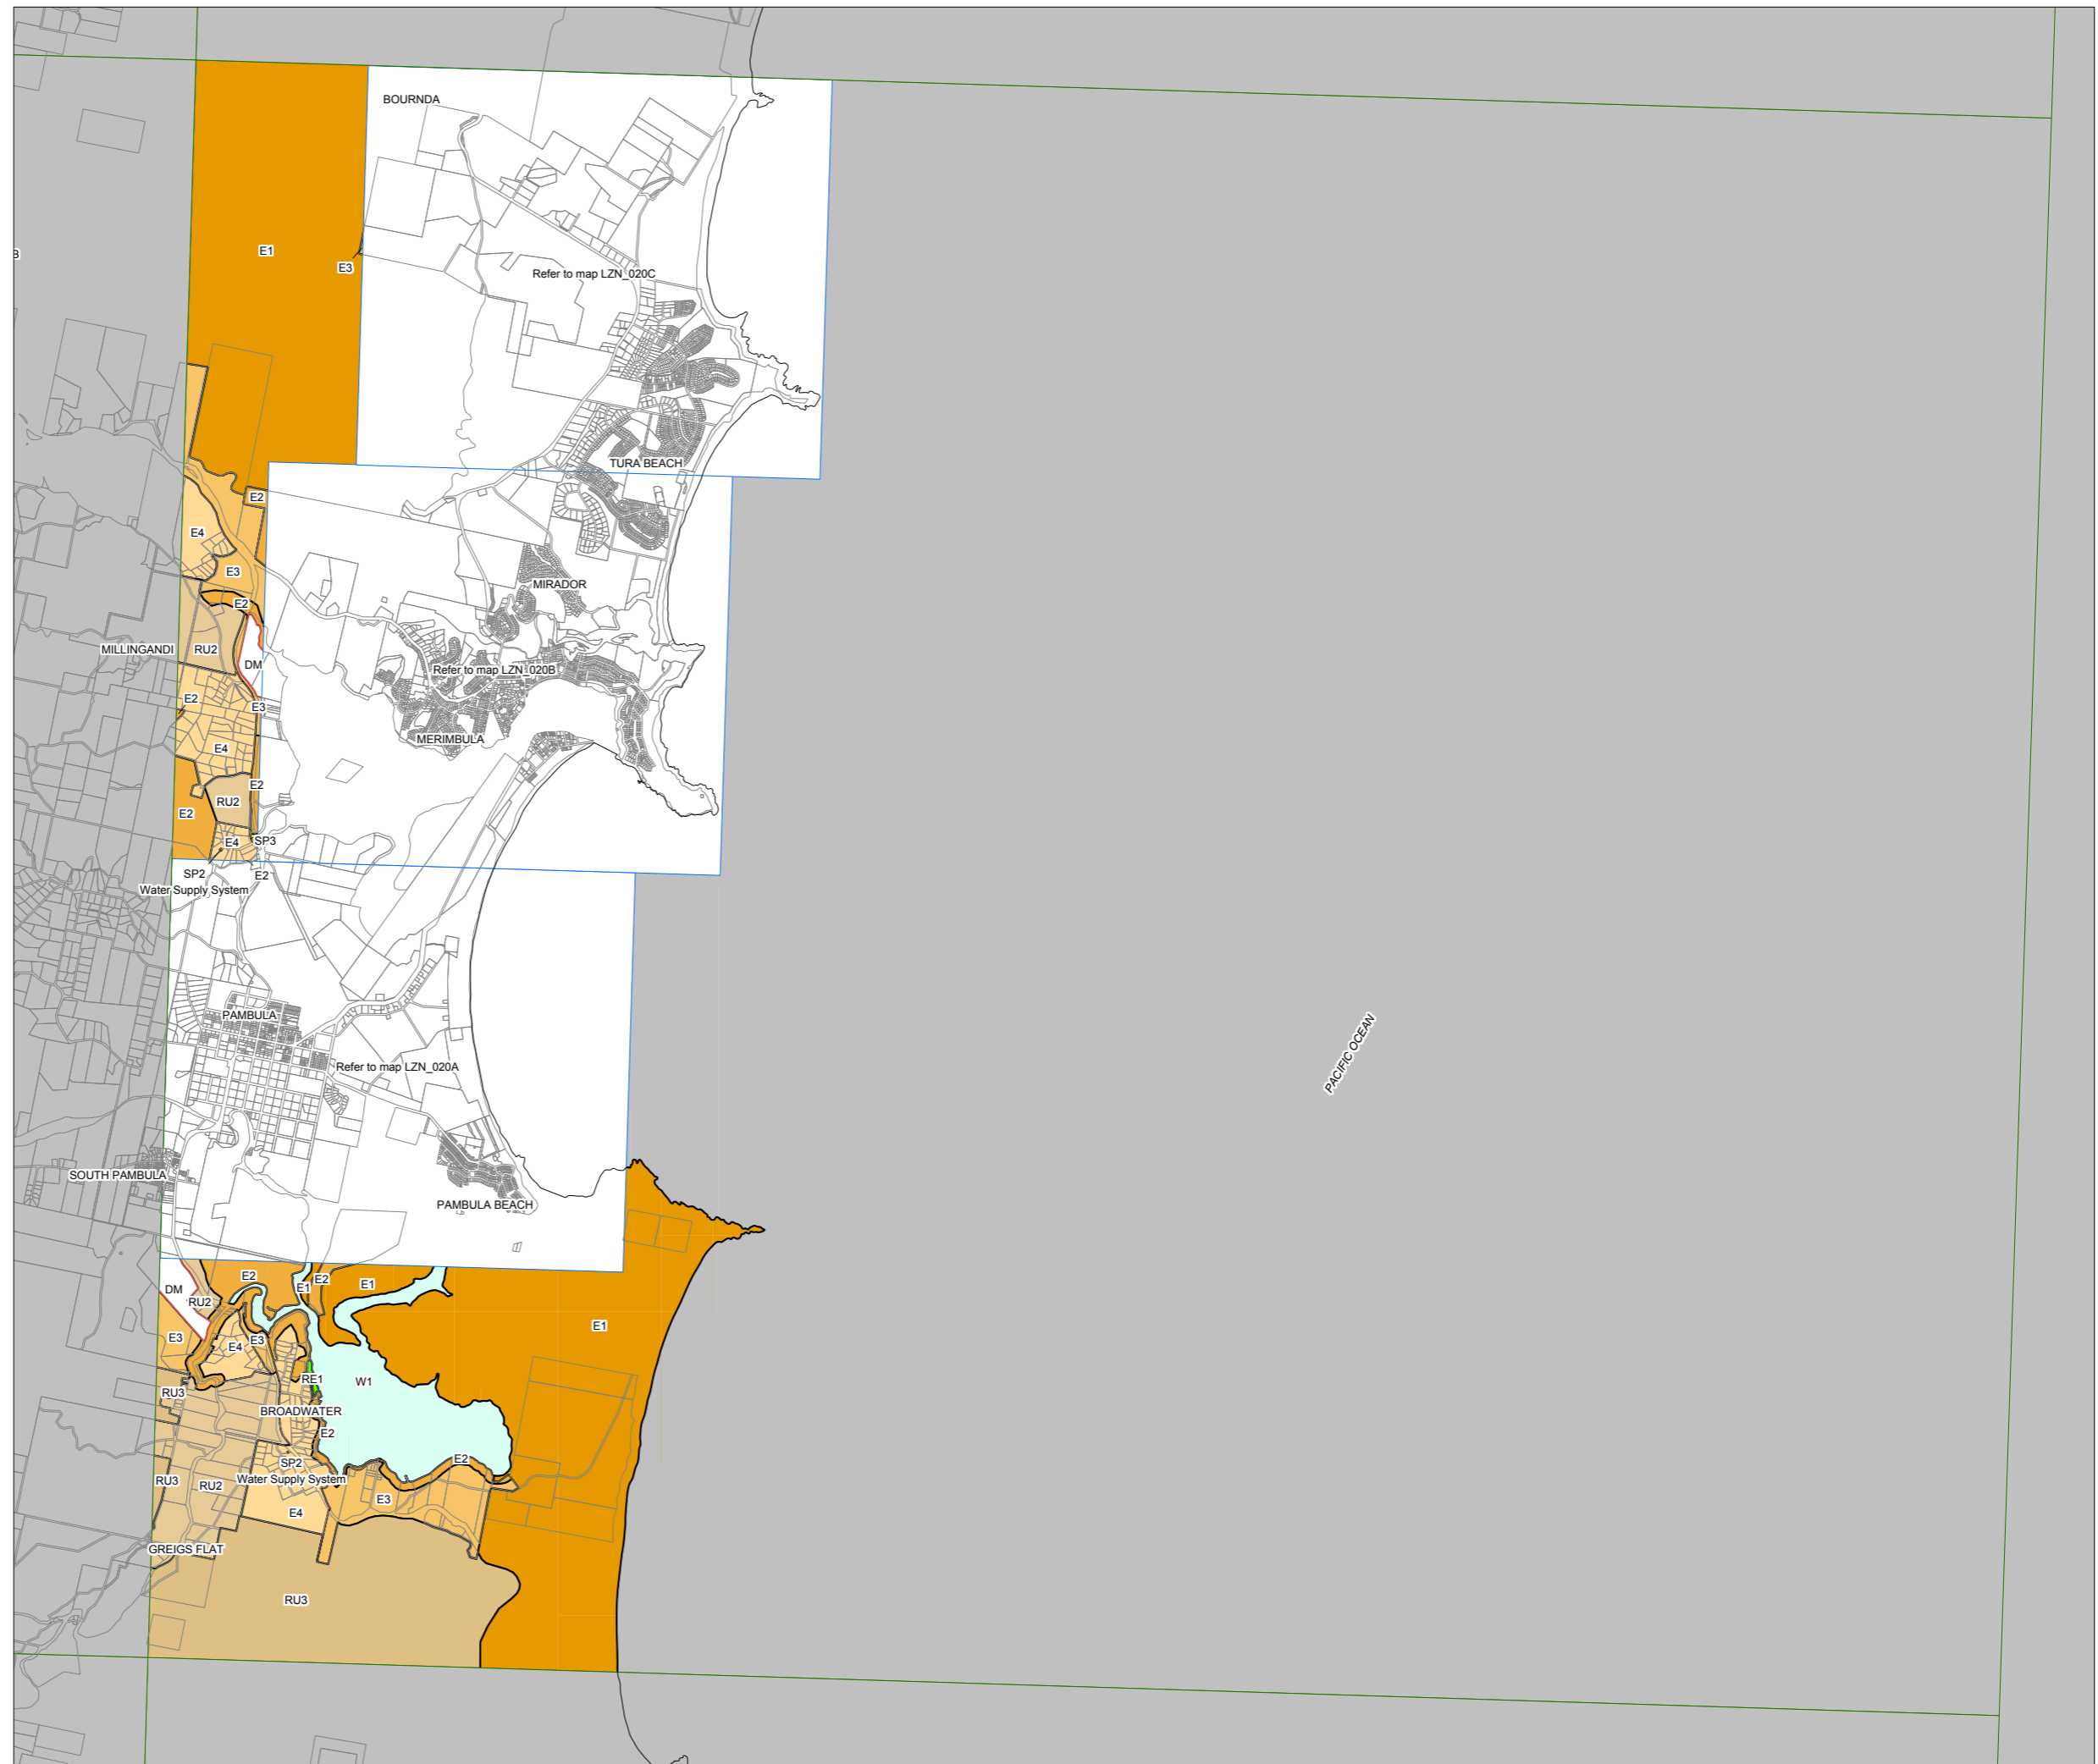 BOURNDA
E1
B
E3
Refer to map LZN_020C
TURA BEACH
E2
E4
E3
MIRADOR
E2
MILLINGANDI
RU2
DM
Refer to map LZN_020B
E2
E3
MERIMBULA
E4
E2
RU2
E2
E4
SP3
SP2
E2
Water Supply System
PAMBULA
PACIFIC OCEAN
Refer to map LZN_020A
SOUTH PAMBULA
PAMBULA BEACH
E2
E2
E1
E1
DM
RU2
E1
E3
E3
E4
RE1
W1
RU3
BROADWATER
E2
E2
SP2
Water Supply System
RU3
RU2
E3
E4
GREIGS FLAT
RU3